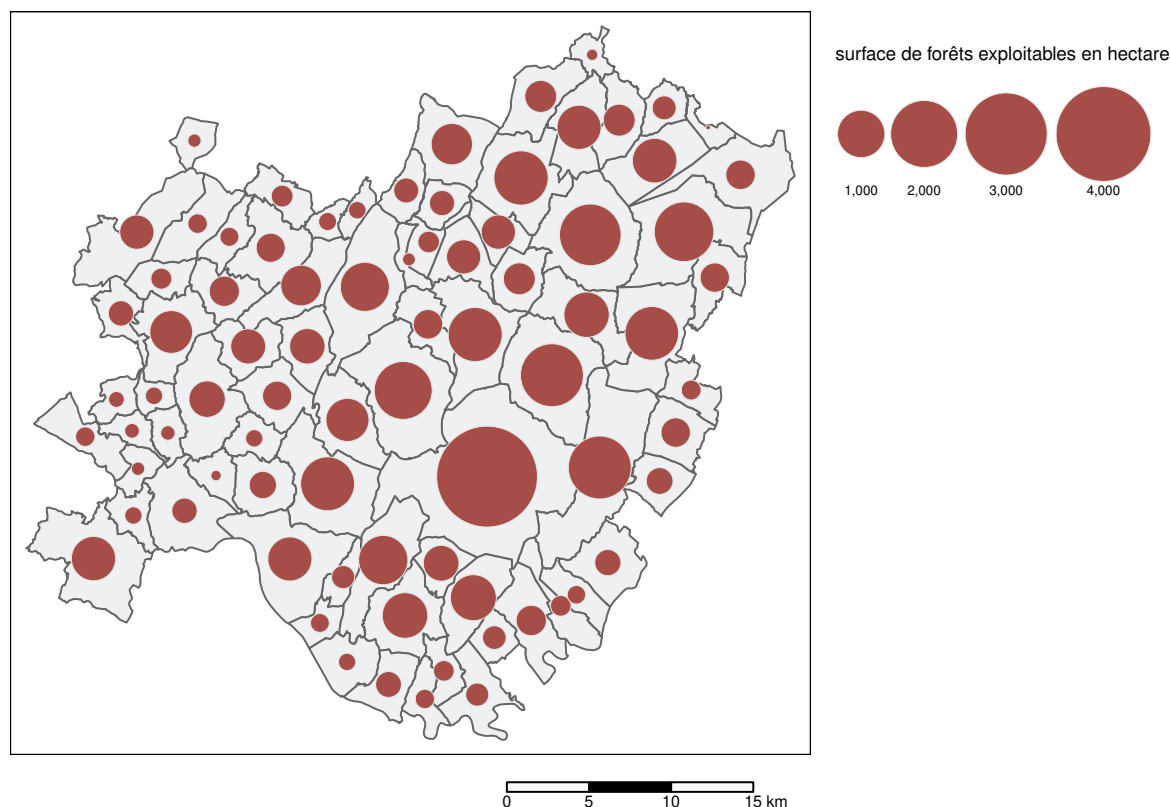 surface de forêts exploitables en hectare
1,000 2,000 3,000 4,000
0 5 10 15 km